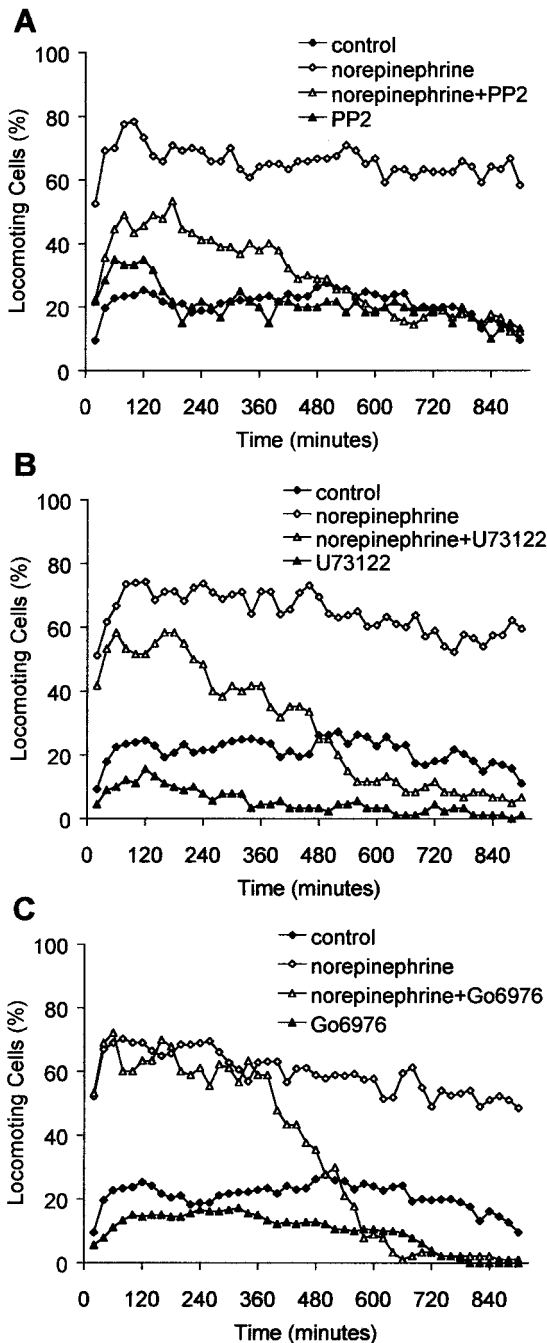 A
control
norepinephrine
norepinephrine+PP2
PP2
100
80
60
40
20
0
Locomoting Cells (%)
0 120 240 360 480 600 720 840
Time (minutes)
B
control
norepinephrine
norepinephrine+U73122
U73122
100
80
60
40
20
0
Locomoting Cells (%)
0 120 240 360 480 600 720 840
Time (minutes)
C
control
norepinephrine
norepinephrine+Go6976
Go6976
100
80
60
40
20
0
Locomoting Cells (%)
0 120 240 360 480 600 720 840
Time (minutes)